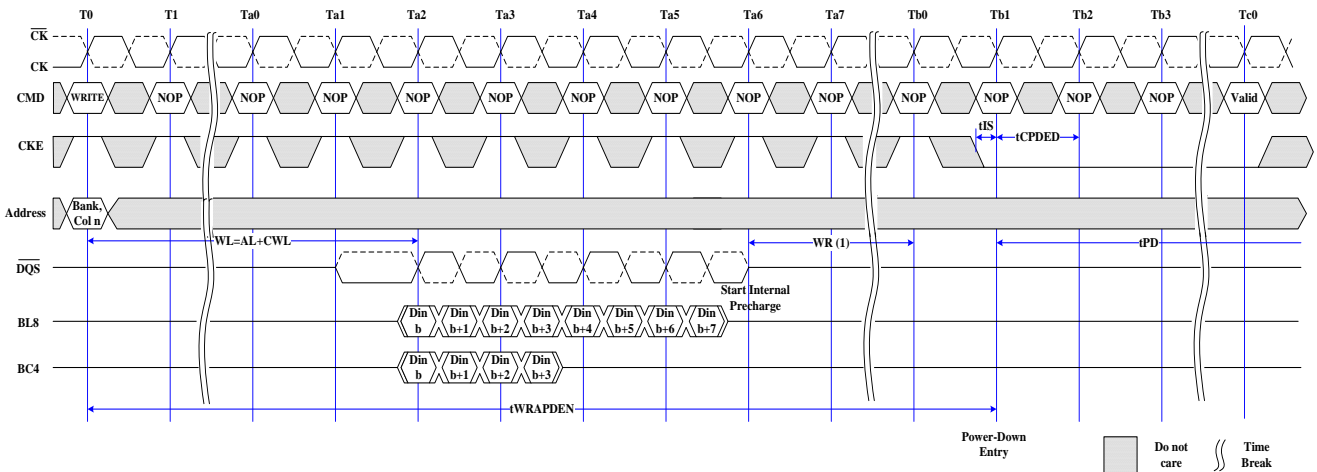 T0 T1 Ta0 Ta1 Ta2 Ta3 Ta4 Ta5 Ta6 Ta7 Tb0 Tb1 Tb2 Tb3 Tc0
CK
CK
CMD WRITE NOP NOP NOP NOP NOP NOP NOP NOP NOP NOP NOP NOP NOP Valid
tIS
CKE tCPDED
Address Bank,
Col n
WL=AL+CWL WR (1) tPD
DQS
Start Internal
Precharge
BL8 Din b Din b+1 Din b+2 Din b+3 Din b+4 Din b+5 Din b+6 Din b+7
BC4 Din b Din b+1 Din b+2 Din b+3
tWRAPDEN
Power-Down
Entry
Do not
care
Time
Break